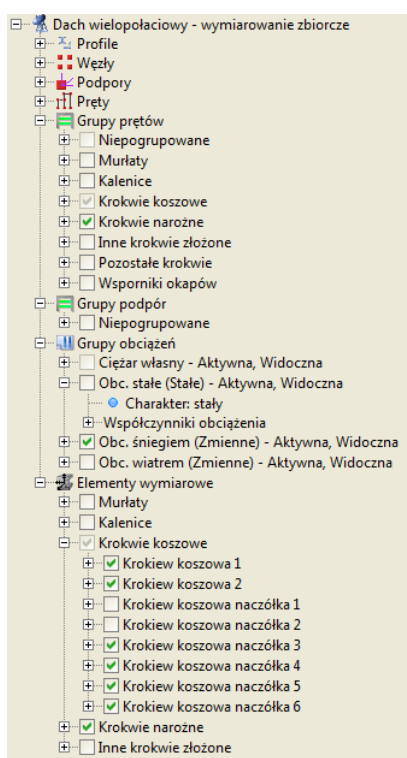 Dach wielopołaciowy - wymiarowanie zbiorcze
Profile
Węzły
Podpory
Pręty
Grupy prętów
Niepogrupowane
Murłaty
Kalenice
Krokwie koszowe
Krokwie narożne
Inne krokwie złożone
Pozostałe krokwie
Wsporniki okapów
Grupy podpór
Niepogrupowane
Grupy obciążeń
Ciężar własny - Aktywna, Widoczna
Obc. stałe (Stałe) - Aktywna, Widoczna
Charakter: stały
Współczynniki obciążenia
Obc. śniegiem (Zmienne) - Aktywna, Widoczna
Obc. wiatrem (Zmienne) - Aktywna, Widoczna
Elementy wymiarowe
Murłaty
Kalenice
Krokwie koszowe
Krokiew koszowa 1
Krokiew koszowa 2
Krokiew koszowa naczółka 1
Krokiew koszowa naczółka 2
Krokiew koszowa naczółka 3
Krokiew koszowa naczółka 4
Krokiew koszowa naczółka 5
Krokiew koszowa naczółka 6
Krokwie narożne
Inne krokwie złożone